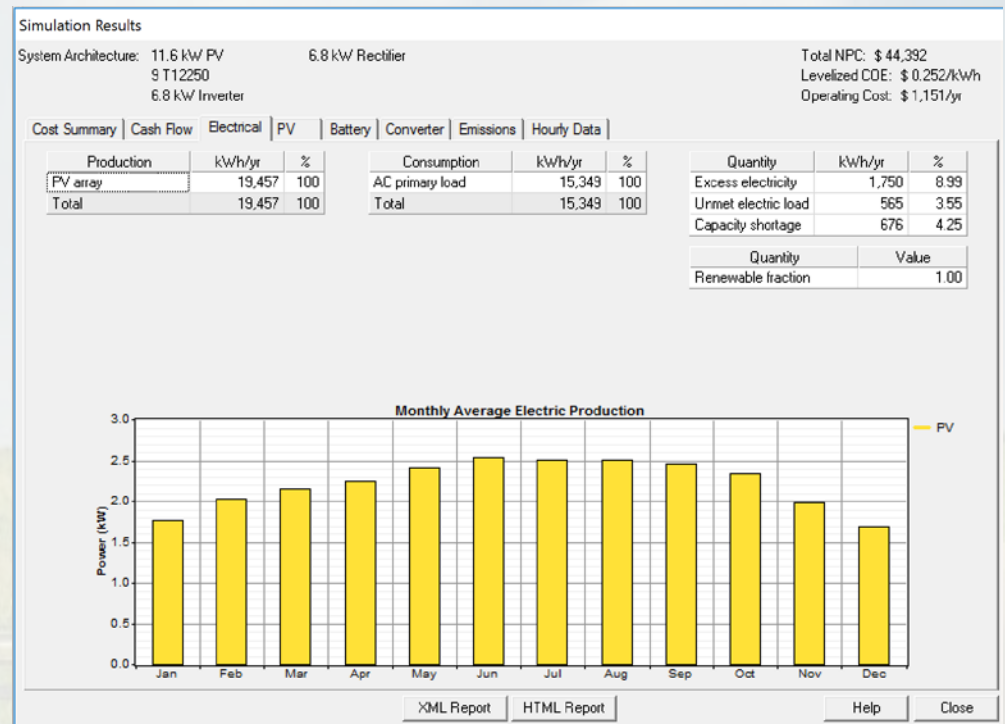 Simulation Results
System Architecture: 11.6 kW PV 6.8 kW Rectifier
9 T12250
6.8 kW Inverter
Total NPC: $ 44,392
Levelized COE: $ 0.252/kWh
Operating Cost: $ 1,151/yr
Cost Summary Cash Flow Electrical PV Battery Converter Emissions Hourly Data
Production kWh/yr %
PV array 19,457 100
Total 19,457 100
Consumption kWh/yr %
AC primary load 15,349 100
Total 15,349 100
Quantity kWh/yr %
Excess electricity 1,750 8.99
Unmet electric load 565 3.55
Capacity shortage 676 4.25
Quantity Value
Renewable fraction 1.00
Monthly Average Electric Production
PV
Power (kW)
3.0
2.5
2.0
1.5
1.0
0.5
0.0
Jan Feb Mar Apr May Jun Jul Aug Sep Oct Nov Dec
XML Report HTML Report Help Close